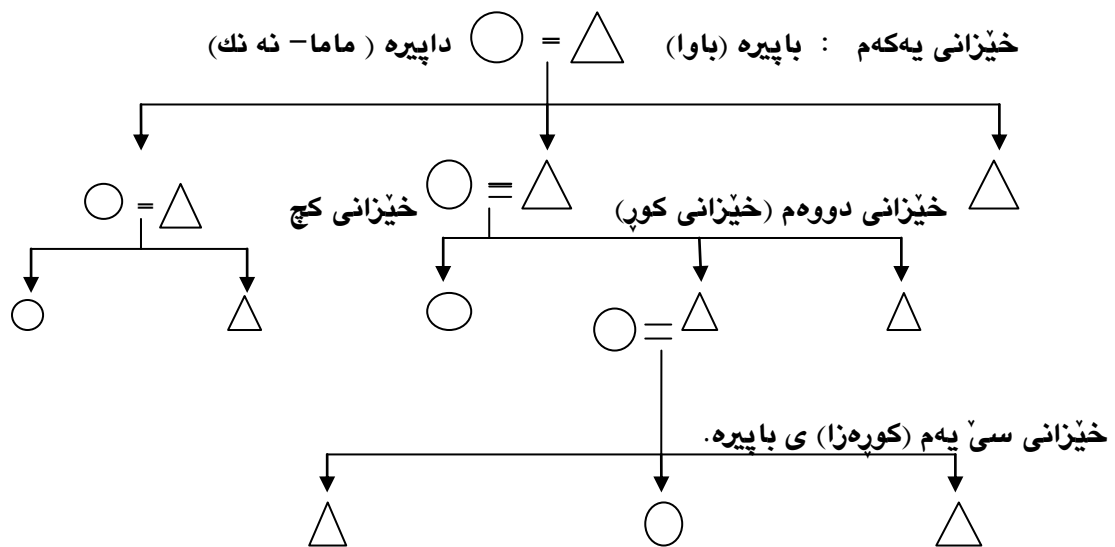 خێزانی یەکەم : باپیرە (باوا) = داپیرە ( ماما- نە نك)
خێزانی دووەم (خێزانی کوڕ) = خێزانی کچ =
=
خێزانی سێ یەم (کوڕەزا) ی باپیرە.